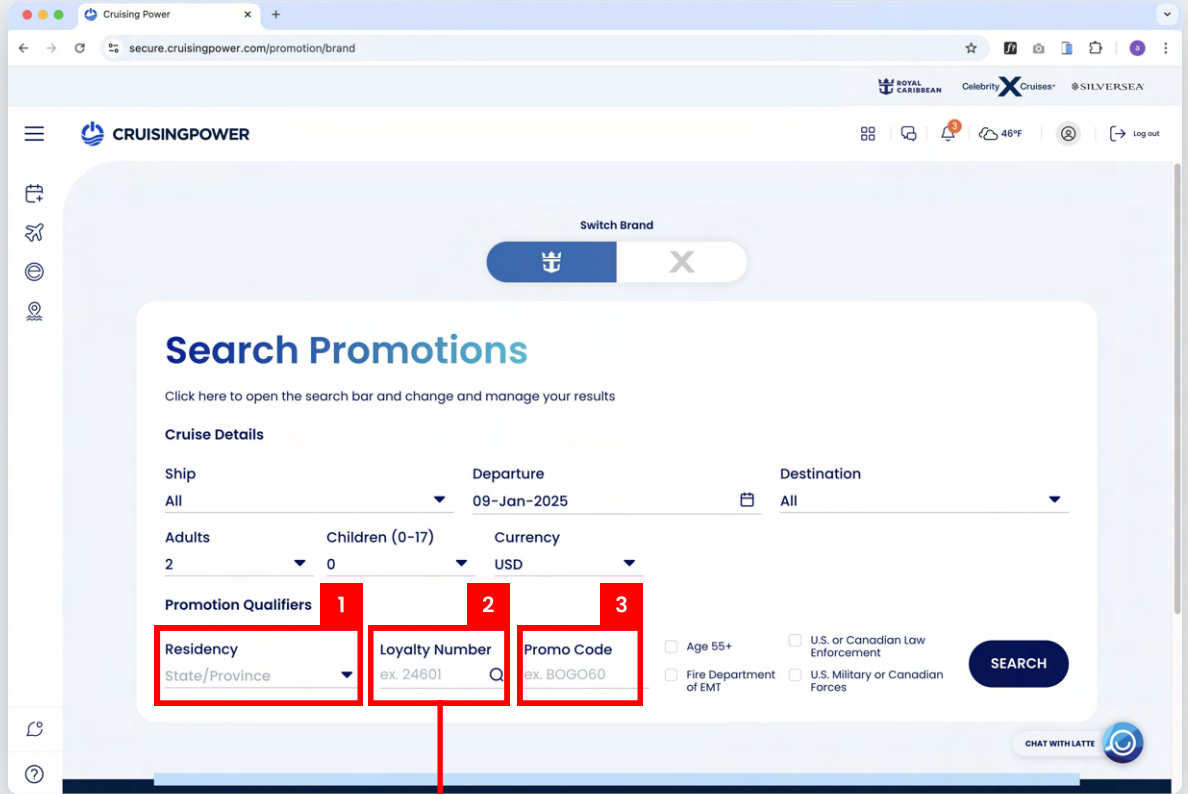 Cruising Power
secure.cruisingpower.com/promotion/brand
a
ROYAL
CARIBBEAN
Celebrity X Cruises®
SILVERSEA
CRUISINGPOWER
3
46°F
Log out
Switch Brand
X
Search Promotions
Click here to open the search bar and change and manage your results
Cruise Details
Ship
Departure
Destination
All
09-Jan-2025
All
Adults
Children (0-17)
Currency
2
0
USD
Promotion Qualifiers
1
2
3
Residency
Loyalty Number
Promo Code
State/Province
ex. 24601
ex. BOGO60
Age 55+
U.S. or Canadian Law
Enforcement
Fire Department
of EMT
U.S. Military or Canadian
Forces
SEARCH
CHAT WITH LATTE